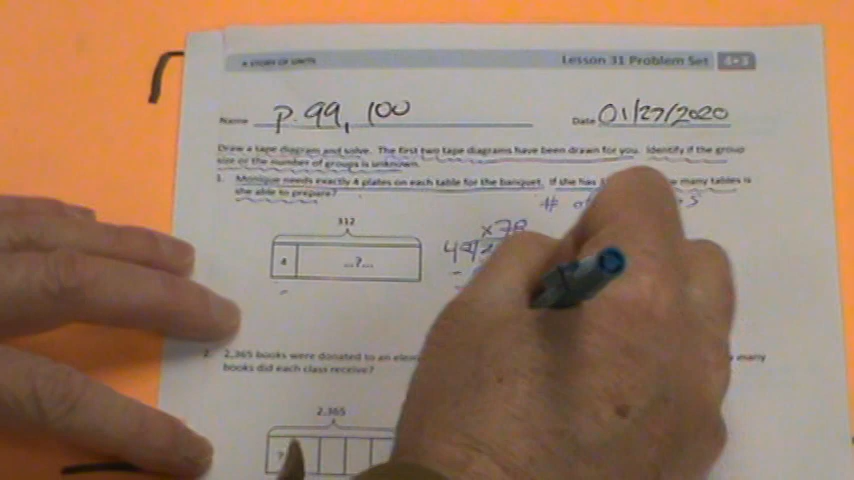 A STORY OF UNITS
Lesson 31 Problem Set 4•3
Name p. 99, 100 Date 01/27/2020
Draw a tape diagram and solve. The first two tape diagrams have been drawn for you. Identify if the group
size or the number of groups is unknown.
1. Monique needs exactly 4 plates on each table for the banquet. If she has many tables is
she able to prepare?
# of
312
x78
4 ...?...
4
2. 2,365 books were donated to an many
books did each class receive?
2,365
?